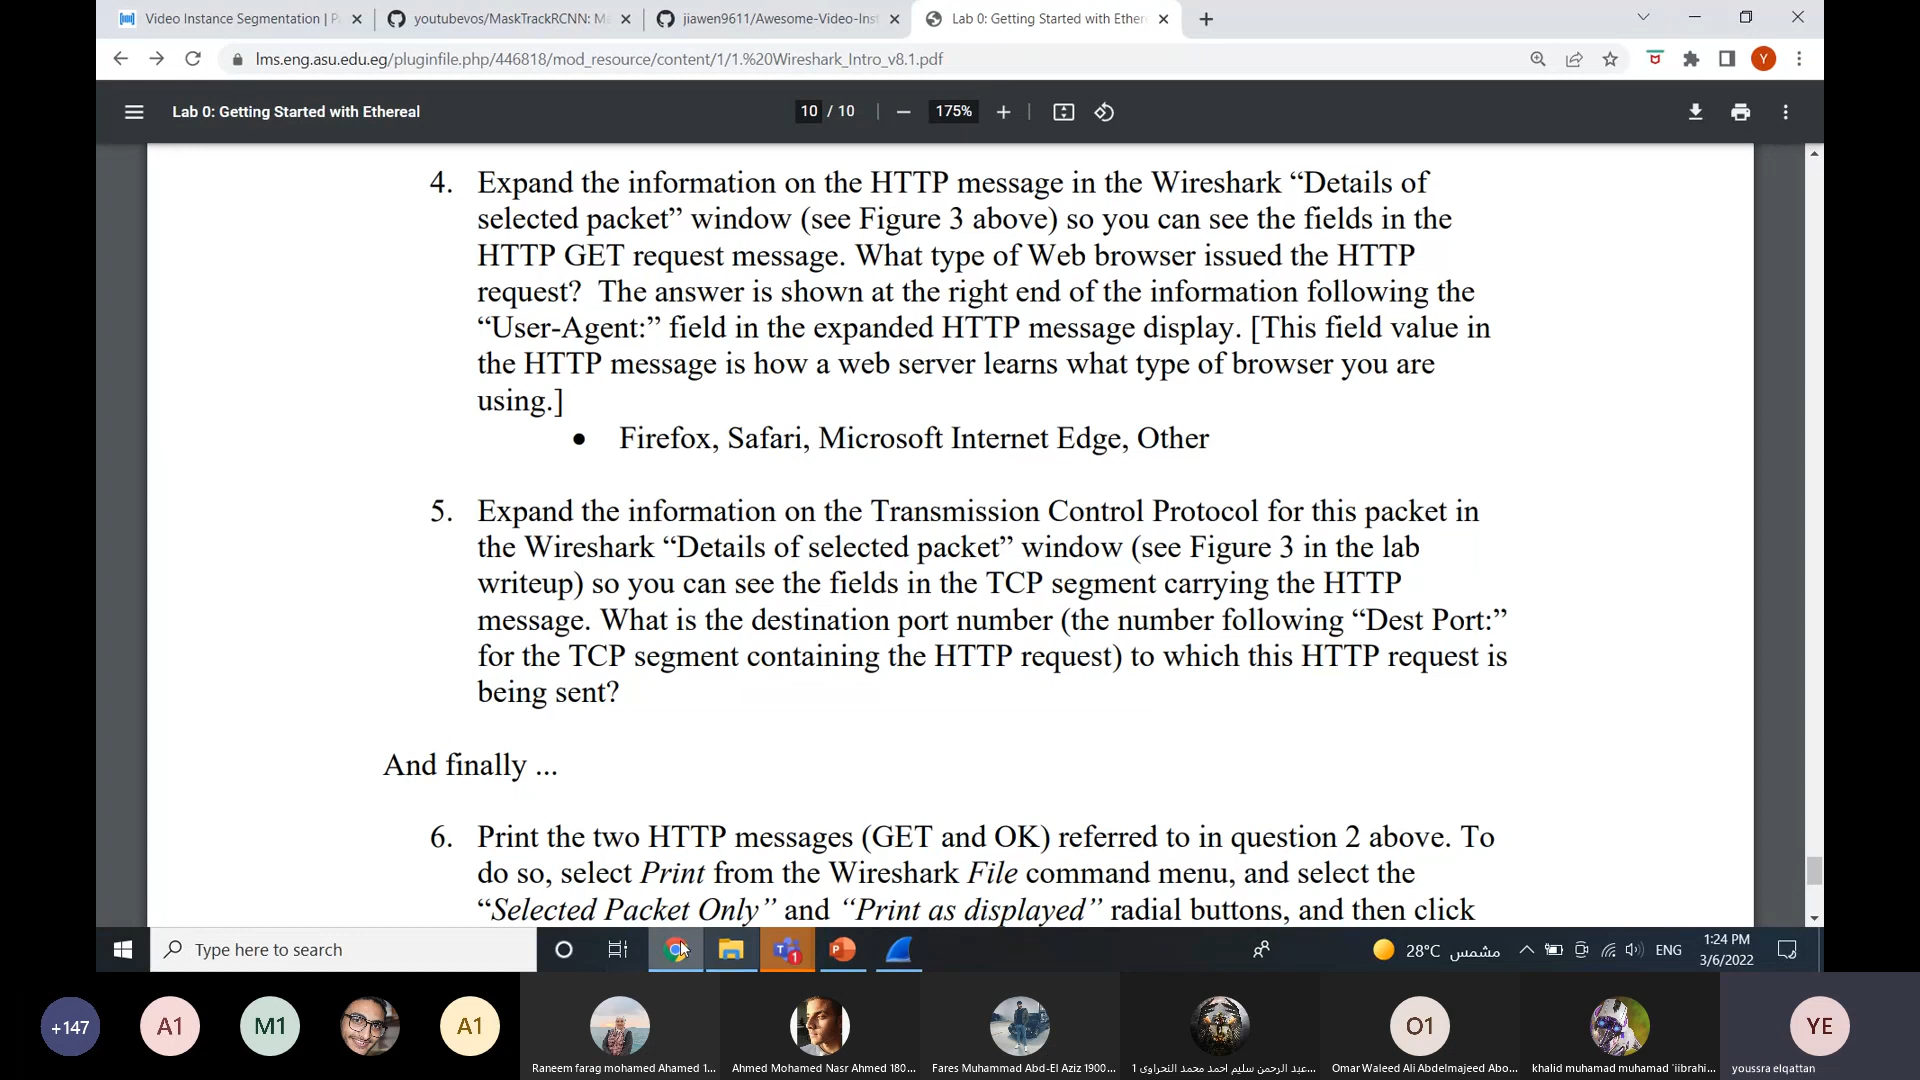 Video Instance Segmentation | P
youtubevos/MaskTrackRCNN: M
jiawen9611/Awesome-Video-Inst
Lab 0: Getting Started with Ether
lms.eng.asu.edu.eg/pluginfile.php/446818/mod_resource/content/1/1.%20Wireshark_Intro_v8.1.pdf
Y
Lab 0: Getting Started with Ethereal
10 / 10
175%
4. Expand the information on the HTTP message in the Wireshark “Details of
selected packet” window (see Figure 3 above) so you can see the fields in the
HTTP GET request message. What type of Web browser issued the HTTP
request? The answer is shown at the right end of the information following the
“User-Agent:” field in the expanded HTTP message display. [This field value in
the HTTP message is how a web server learns what type of browser you are
using.]
• Firefox, Safari, Microsoft Internet Edge, Other
5. Expand the information on the Transmission Control Protocol for this packet in
the Wireshark “Details of selected packet” window (see Figure 3 in the lab
writeup) so you can see the fields in the TCP segment carrying the HTTP
message. What is the destination port number (the number following “Dest Port:”
for the TCP segment containing the HTTP request) to which this HTTP request is
being sent?
And finally ...
6. Print the two HTTP messages (GET and OK) referred to in question 2 above. To
do so, select Print from the Wireshark File command menu, and select the
“Selected Packet Only” and “Print as displayed” radial buttons, and then click
Type here to search
28°C مشمس
ENG
1:24 PM
3/6/2022
+147
A1
M1
A1
O1
YE
Raneem farag mohamed Ahamed 1...
Ahmed Mohamed Nasr Ahmed 180...
Fares Muhammad Abd-El Aziz 1900...
عبد الرحمن سليم احمد محمد النحراوى 1...
Omar Waleed Ali Abdelmajeed Abo...
khalid muhamad muhamad `iibrahi...
youssra elqattan